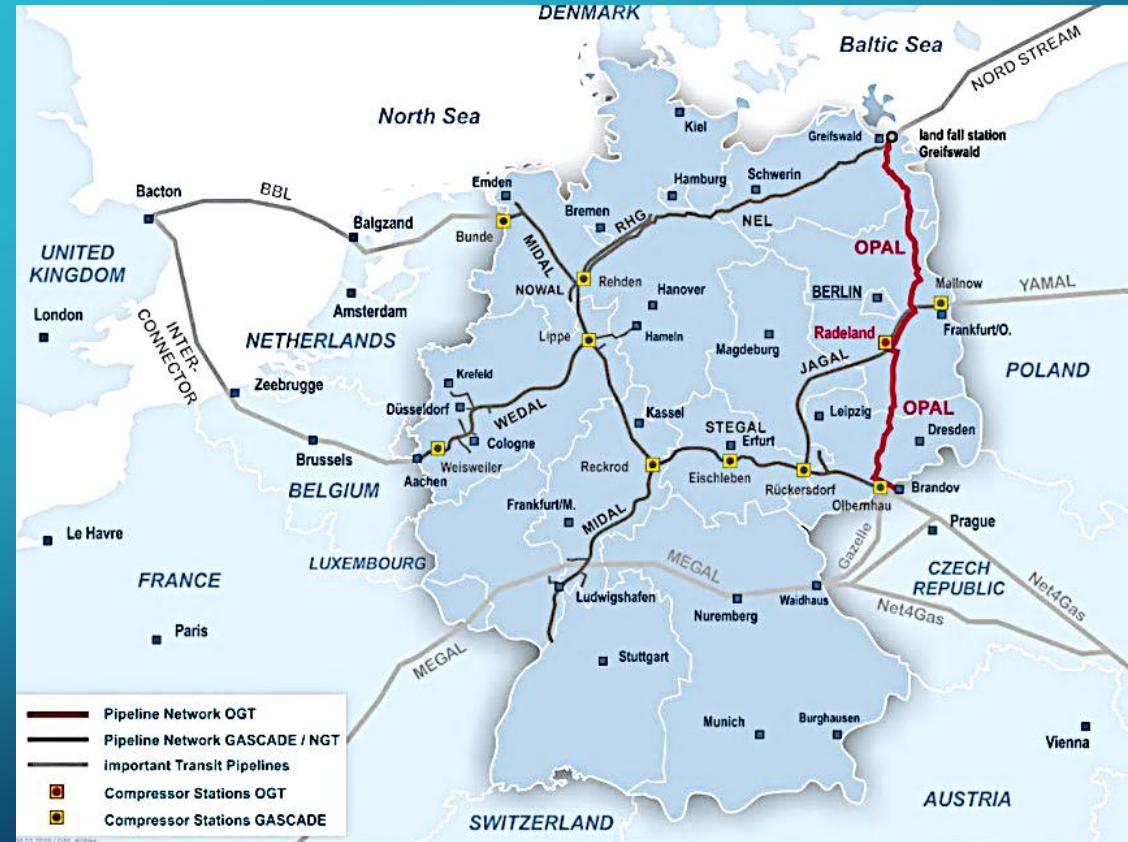 DENMARK
Baltic Sea
NORD STREAM
North Sea
Kiel
Greifswald
land fall station
Greifswald
Bacton
BBL
Balgzand
Emden
Hamburg
Schwerin
Bremen
RHG
NEL
Bunde
MIDAL
UNITED
KINGDOM
OPAL
NOWAL
Rehden
Hanover
BERLIN
Mallnow
YAMAL
London
Amsterdam
INTER-
CONNECTOR
NETHERLANDS
Lippe
Hameln
Magdeburg
Radeland
Frankfurt/O.
JAGAL
POLAND
Krefeld
Zeebrugge
Düsseldorf
WEDAL
Kassel
STEGAL
Leipzig
OPAL
Dresden
Cologne
Erfurt
Brussels
Aachen
Weisweiler
Reckrod
Eischleben
Rückersdorf
Olbernhau
Brandov
BELGIUM
Frankfurt/M.
MIDAL
Gazelle
Prague
Le Havre
LUXEMBOURG
MEGAL
CZECH
REPUBLIC
Net4Gas
FRANCE
Ludwigshafen
Nuremberg
Waidhaus
Net4Gas
Paris
MEGAL
Stuttgart
Pipeline Network OGT
Pipeline Network GASCADE / NGT
Important Transit Pipelines
Compressor Stations OGT
Compressor Stations GASCADE
Munich
Burghausen
Vienna
AUSTRIA
SWITZERLAND